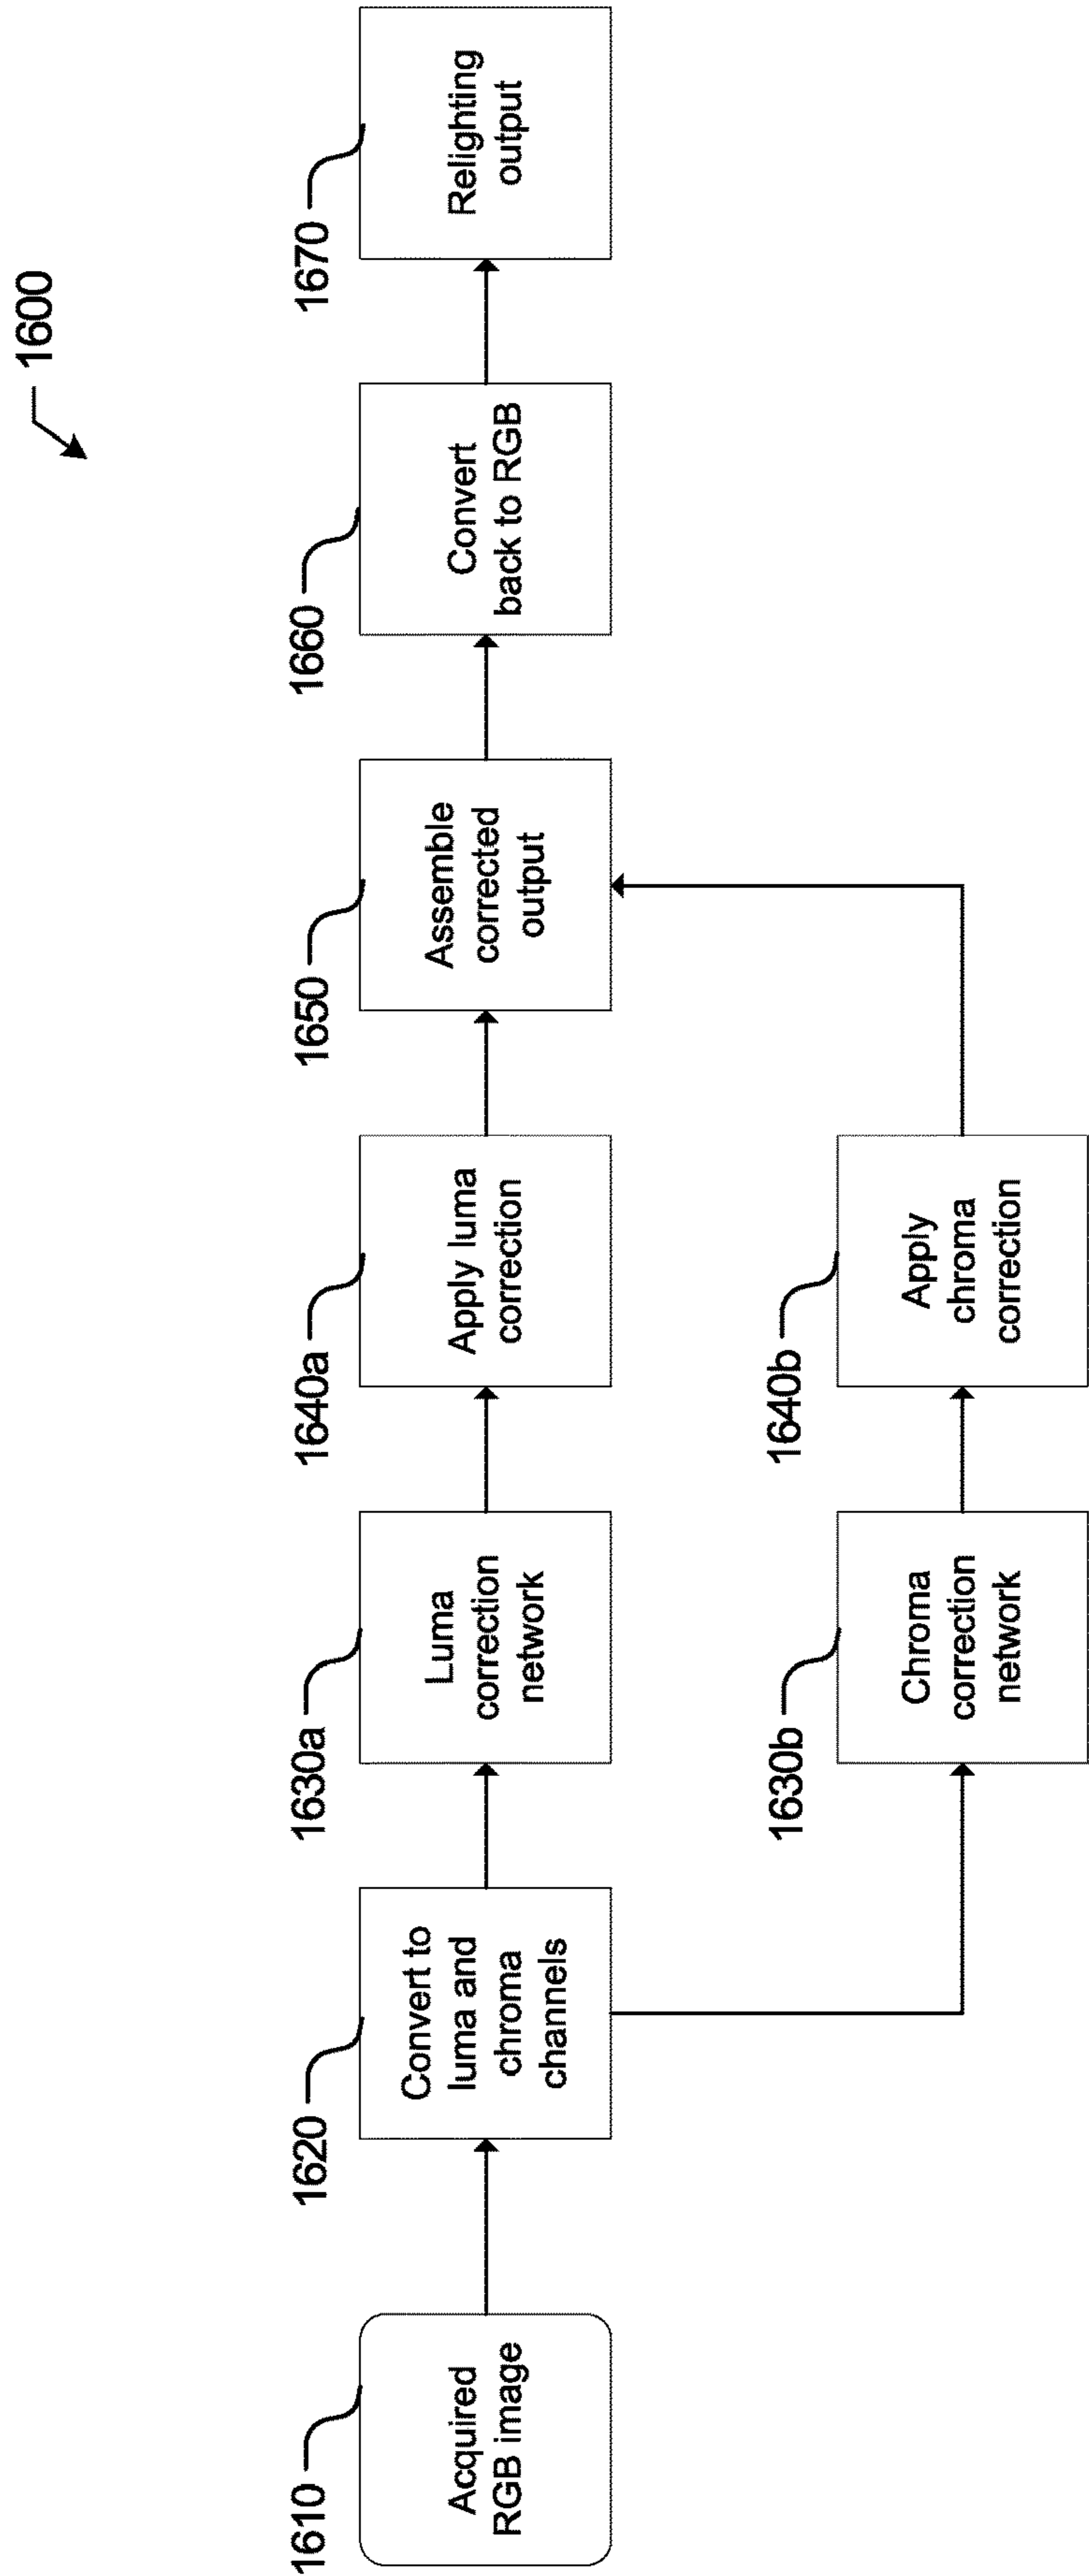 1600
1610
Acquired
RGB image
1620
Convert to
luma and
chroma
channels
1630a
Luma
correction
network
1640a
Apply luma
correction
1650
Assemble
corrected
output
1660
Convert
back to RGB
1670
Relighting
output
1630b
Chroma
correction
network
1640b
Apply
chroma
correction